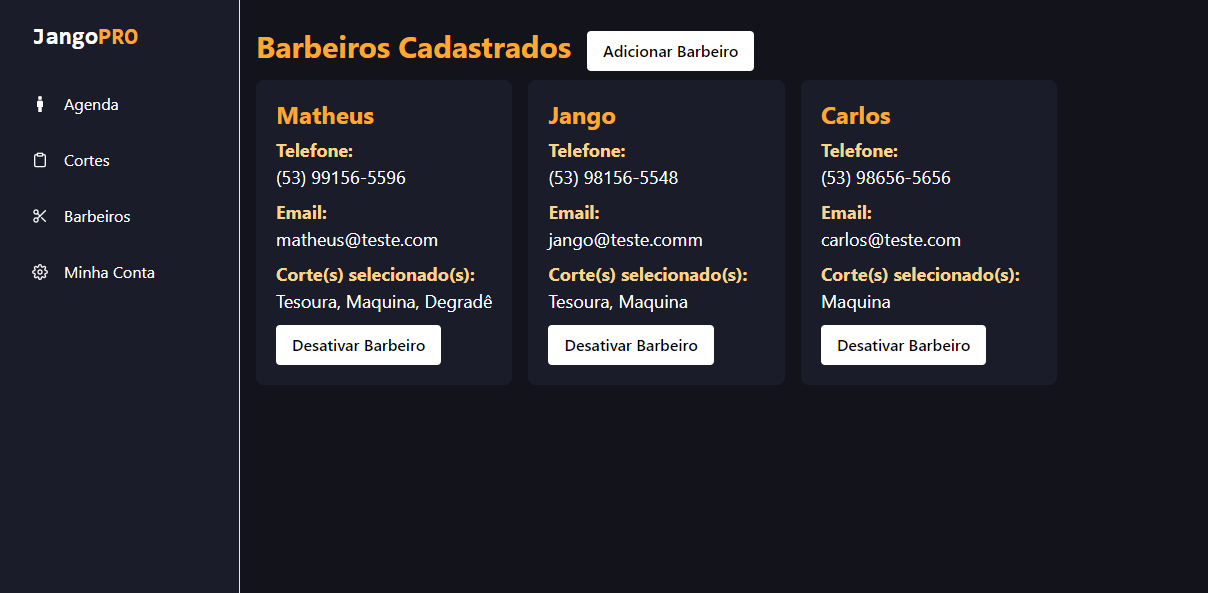 JangoPRO
Agenda
Cortes
Barbeiros
Minha Conta
Barbeiros Cadastrados
Adicionar Barbeiro
Matheus
Telefone:
(53) 99156-5596
Email:
matheus@teste.com
Corte(s) selecionado(s):
Tesoura, Maquina, Degradê
Desativar Barbeiro
Jango
Telefone:
(53) 98156-5548
Email:
jango@teste.comm
Corte(s) selecionado(s):
Tesoura, Maquina
Desativar Barbeiro
Carlos
Telefone:
(53) 98656-5656
Email:
carlos@teste.com
Corte(s) selecionado(s):
Maquina
Desativar Barbeiro